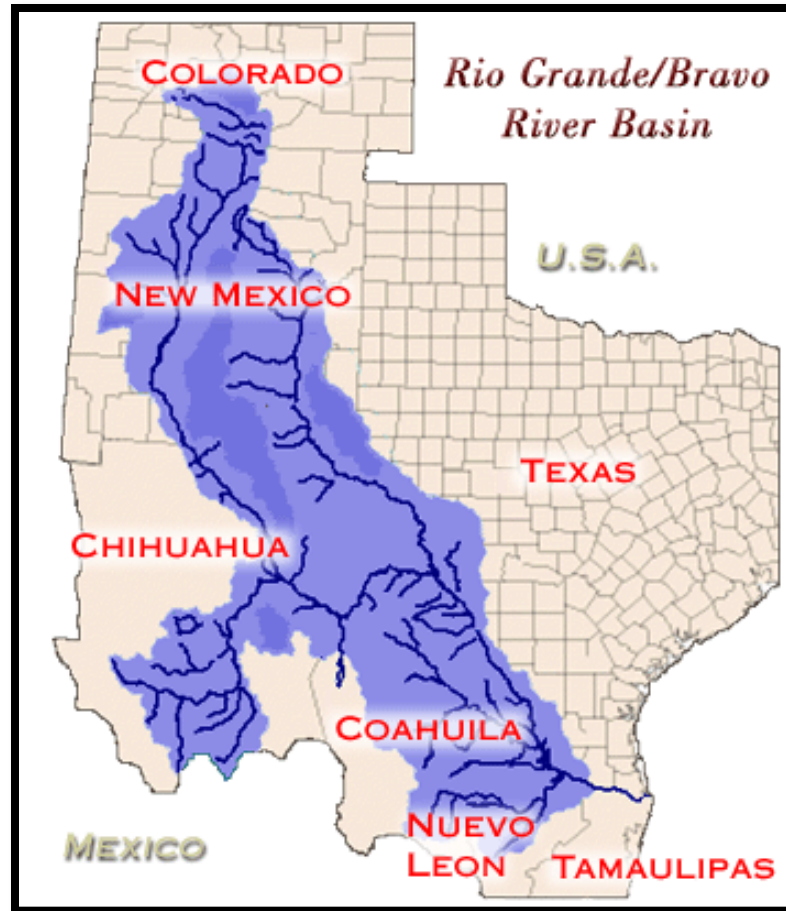 Rio Grande/Bravo
River Basin
COLORADO
U.S.A.
NEW MEXICO
TEXAS
CHIHUAHUA
COAHUILA
MEXICO
NUEVO
LEON
TAMAULIPAS